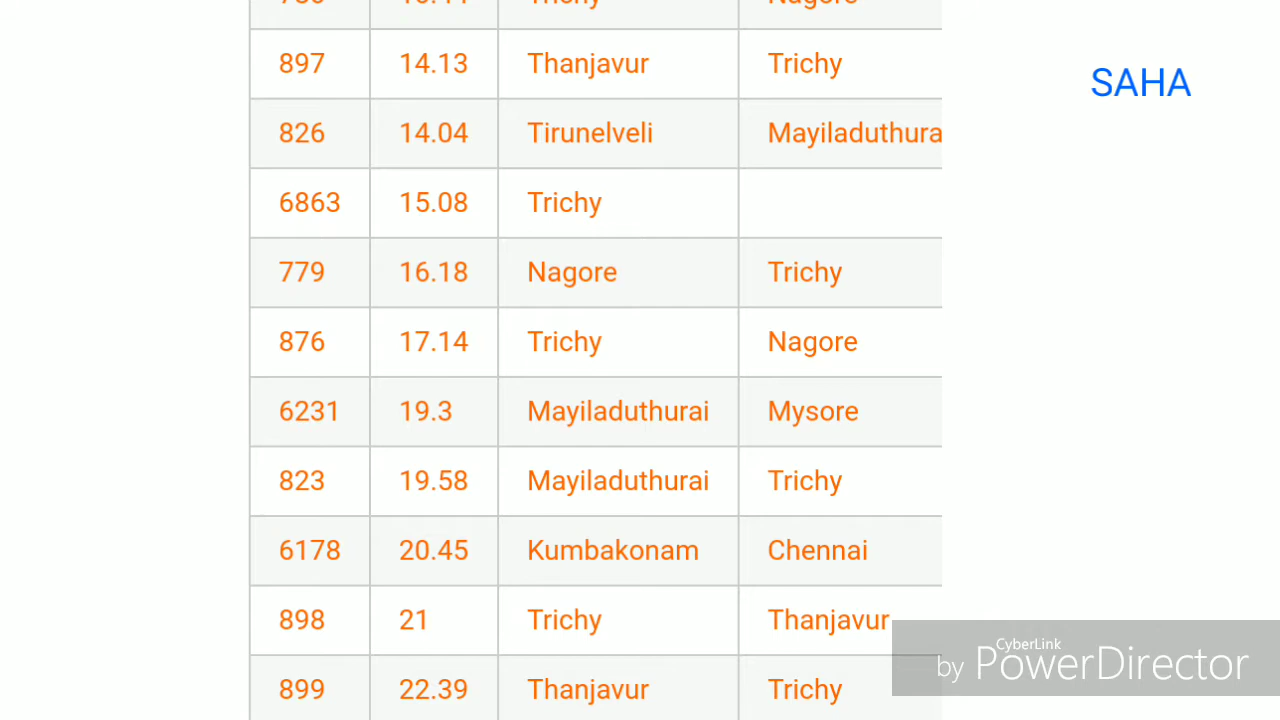 897 14.13 Thanjavur Trichy
SAHA
826 14.04 Tirunelveli Mayiladuthura
6863 15.08 Trichy
779 16.18 Nagore Trichy
876 17.14 Trichy Nagore
6231 19.3 Mayiladuthurai Mysore
823 19.58 Mayiladuthurai Trichy
6178 20.45 Kumbakonam Chennai
898 21 Trichy Thanjavur
CyberLink
by PowerDirector
899 22.39 Thanjavur Trichy